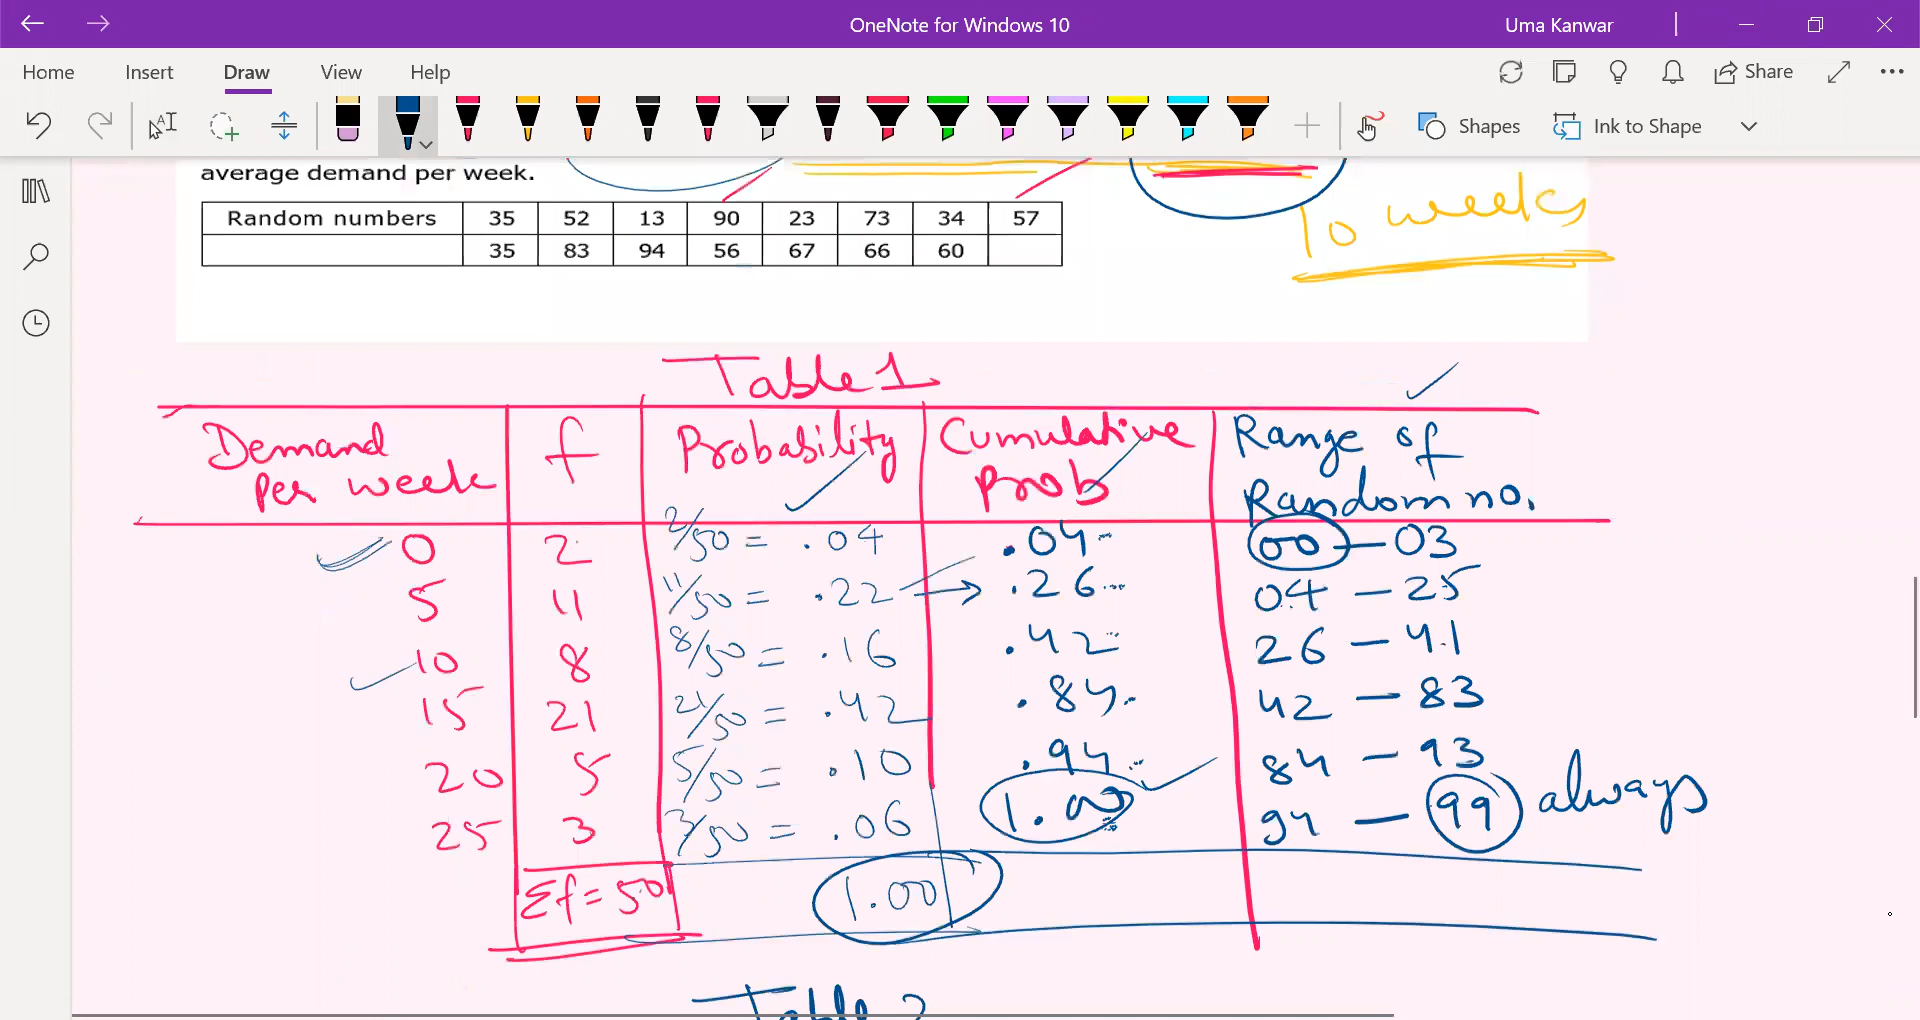 OneNote for Windows 10
Uma Kanwar
Home Insert Draw View Help
Share
Shapes
Ink to Shape
average demand per week.
Random numbers 35 52 13 90 23 73 34 57
35 83 94 56 67 66 60
10 weeks
Table 1
Demand Per week f Probability Cumulative Prob Range of Random no.
0 2 2/50 = .04 .04 00 - 03
5 11 11/50 = .22 .26 04 - 25
10 8 8/50 = .16 .42 26 - 41
15 21 21/50 = .42 .84 42 - 83
20 5 5/50 = .10 .94 84 - 93
25 3 3/50 = .06 1.00 94 - 99 always
Σf = 50 1.00
Table 2